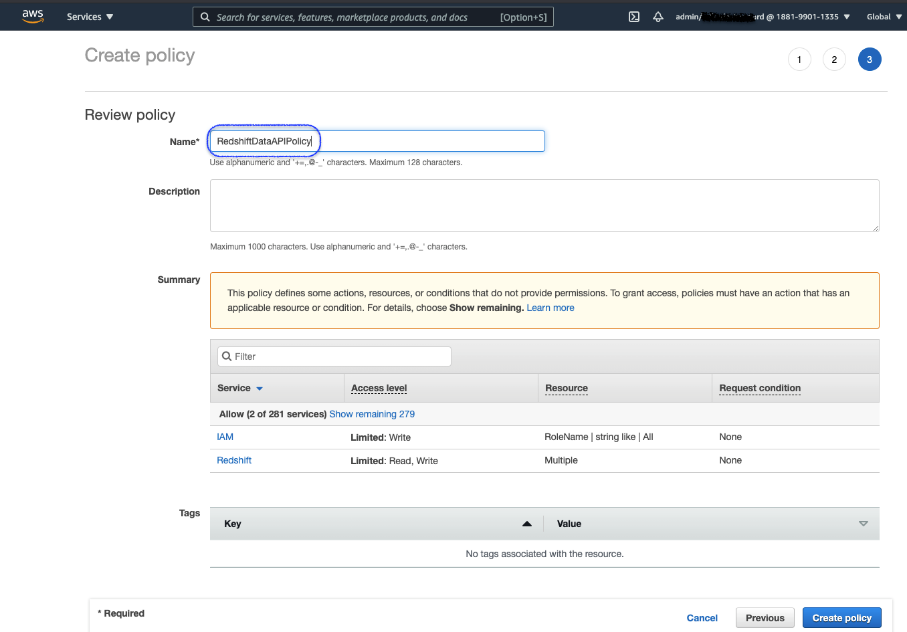 aws Services ▼ Search for services, features, marketplace products, and docs [Option+S] admin/ rd @ 1881-9901-1335 ▼ Global ▼
Create policy 1 2 3
Review policy
Name* RedshiftDataAPIPolicy
Use alphanumeric and '+=,.@-_' characters. Maximum 128 characters.
Description
Maximum 1000 characters. Use alphanumeric and '+=,.@-_' characters.
Summary
This policy defines some actions, resources, or conditions that do not provide permissions. To grant access, policies must have an action that has an
applicable resource or condition. For details, choose Show remaining. Learn more
Filter
Service Access level Resource Request condition
Allow (2 of 281 services) Show remaining 279
IAM Limited: Write RoleName | string like | All None
Redshift Limited: Read, Write Multiple None
Tags
Key Value
No tags associated with the resource.
* Required Cancel Previous Create policy